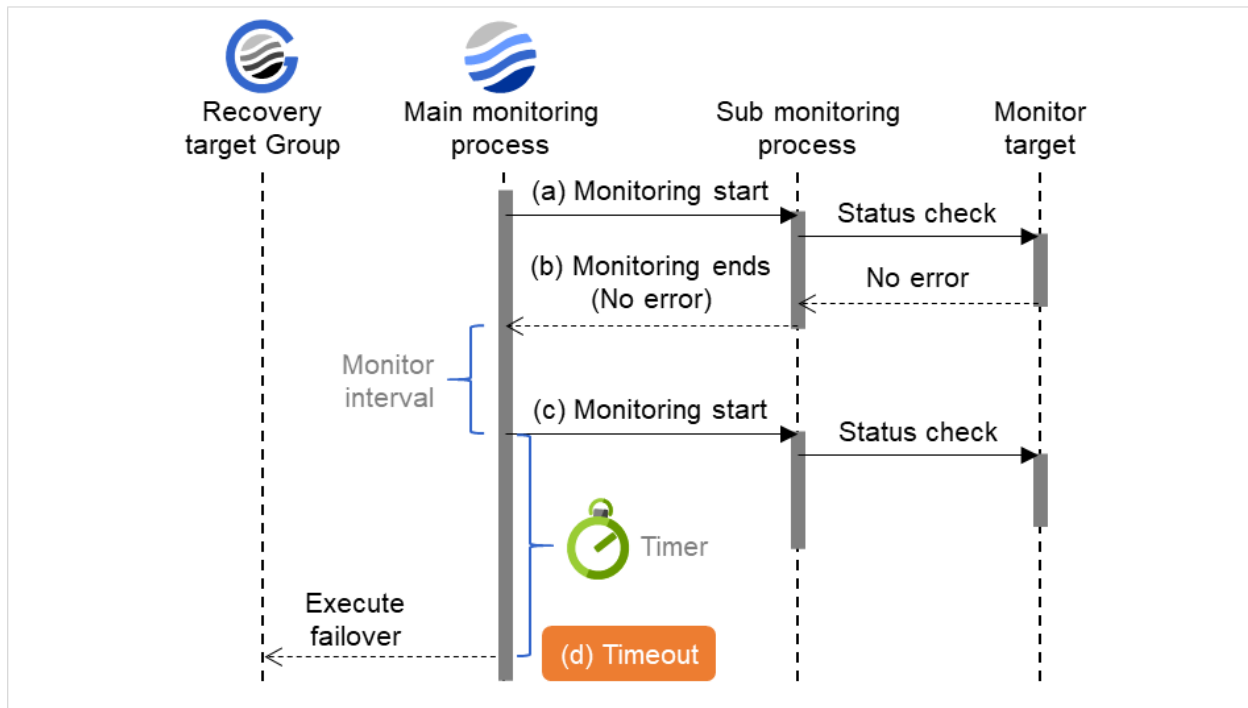 Recovery
target Group
Main monitoring
process
Sub monitoring
process
Monitor
target
(a) Monitoring start
Status check
(b) Monitoring ends
(No error)
No error
Monitor
interval
(c) Monitoring start
Status check
Timer
Execute
failover
(d) Timeout